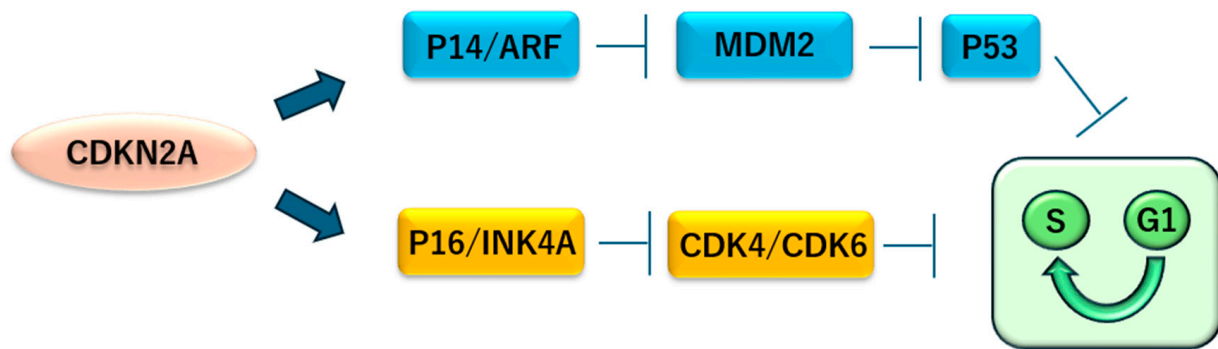 P14/ARF
MDM2
P53
CDKN2A
S
G1
P16/INK4A
CDK4/CDK6